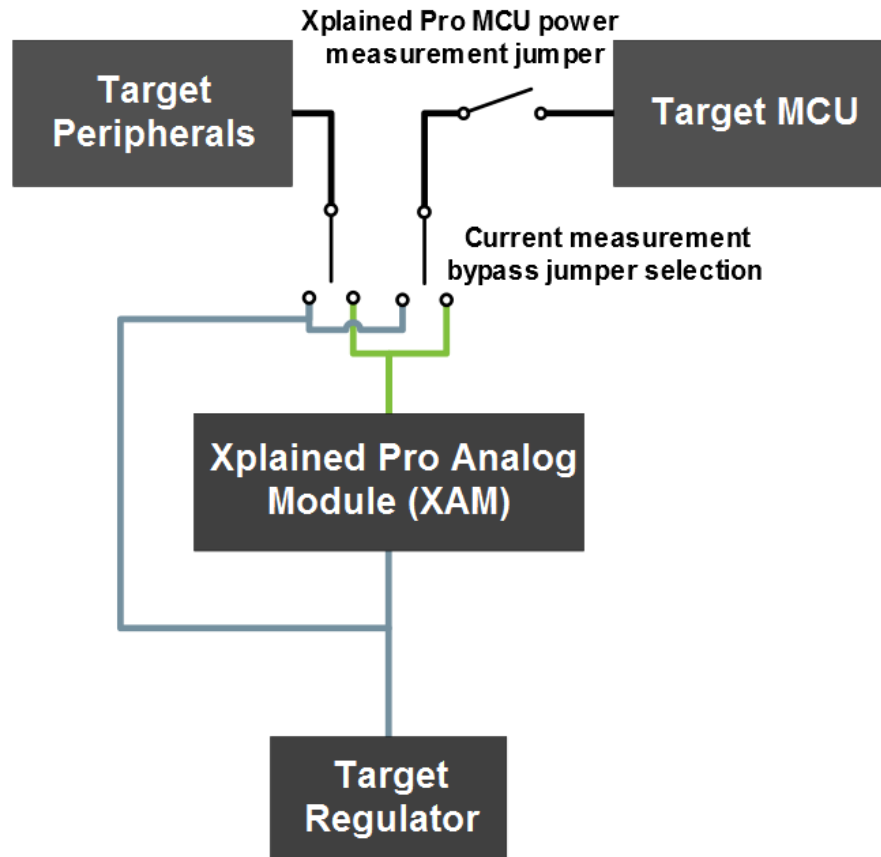 Xplained Pro MCU power
measurement jumper
Target
Peripherals
Target MCU
Current measurement
bypass jumper selection
Xplained Pro Analog
Module (XAM)
Target
Regulator